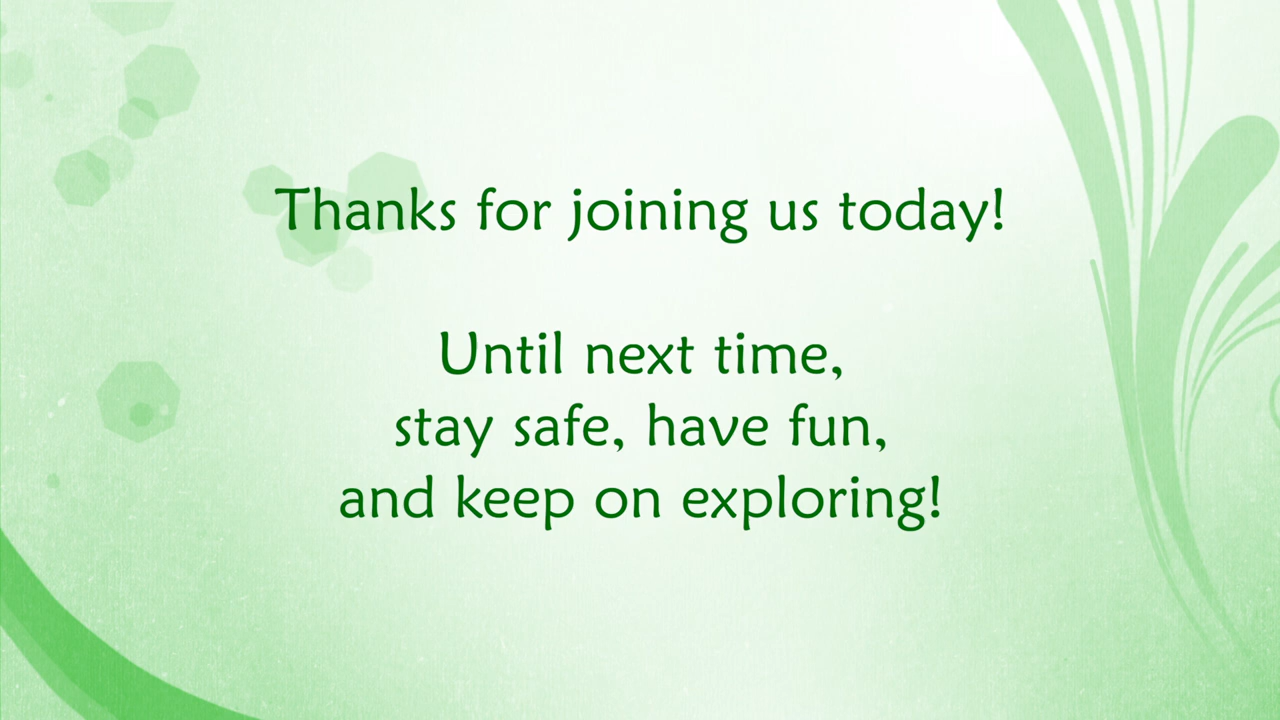 Thanks for joining us today!
Until next time,
stay safe, have fun,
and keep on exploring!